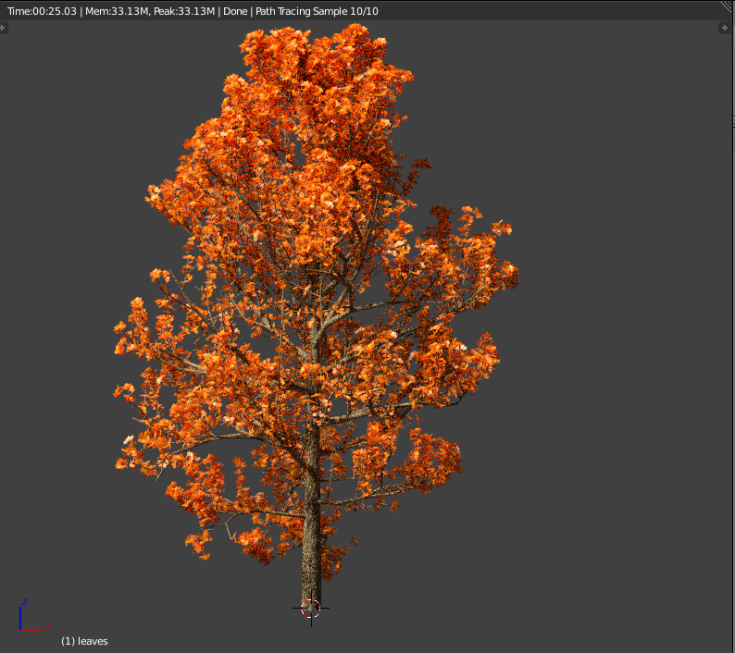 Time:00:25.03 | Mem:33.13M, Peak:33.13M | Done | Path Tracing Sample 10/10
z
(1) leaves